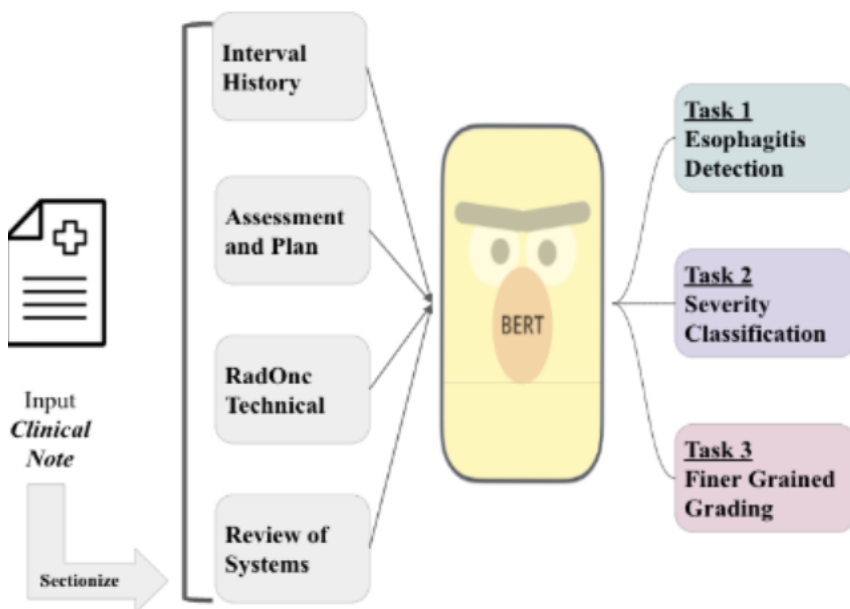 Input
Clinical
Note
Sectionize
Interval
History
Assessment
and Plan
RadOnc
Technical
Review of
Systems
BERT
Task 1
Esophagitis
Detection
Task 2
Severity
Classification
Task 3
Finer Grained
Grading